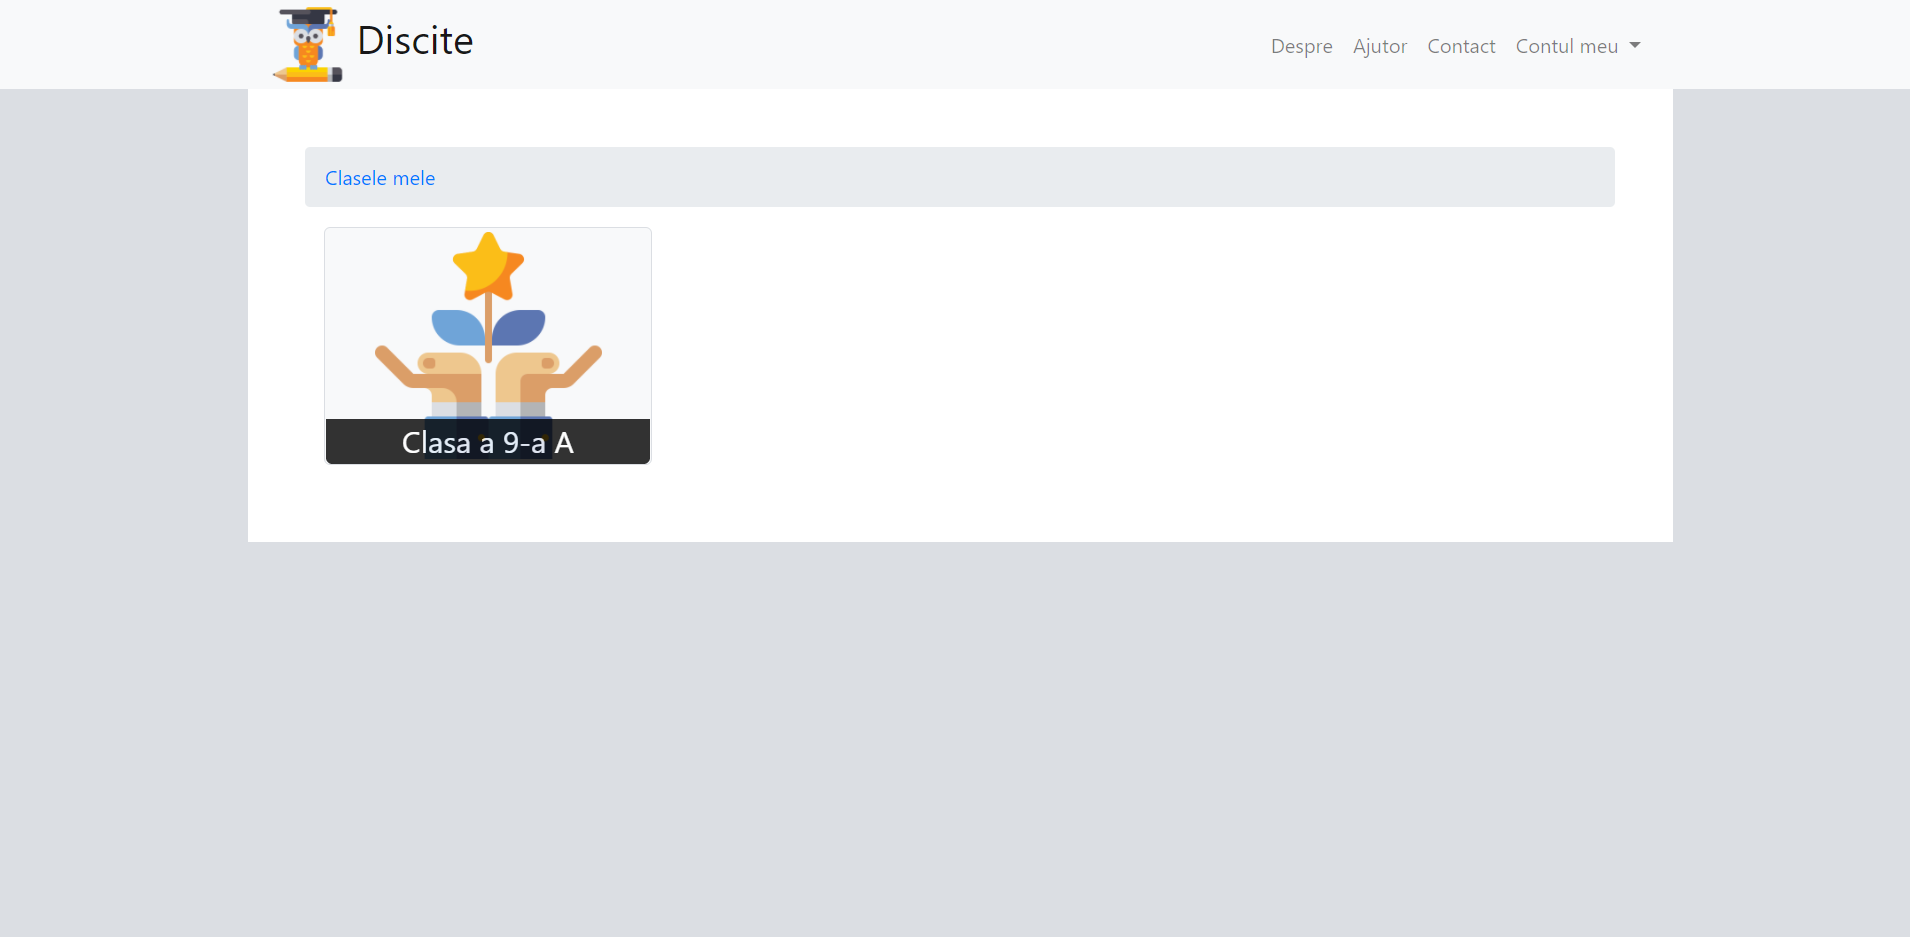 Discite
Despre Ajutor Contact Contul meu
Clasele mele
Clasa a 9-a A